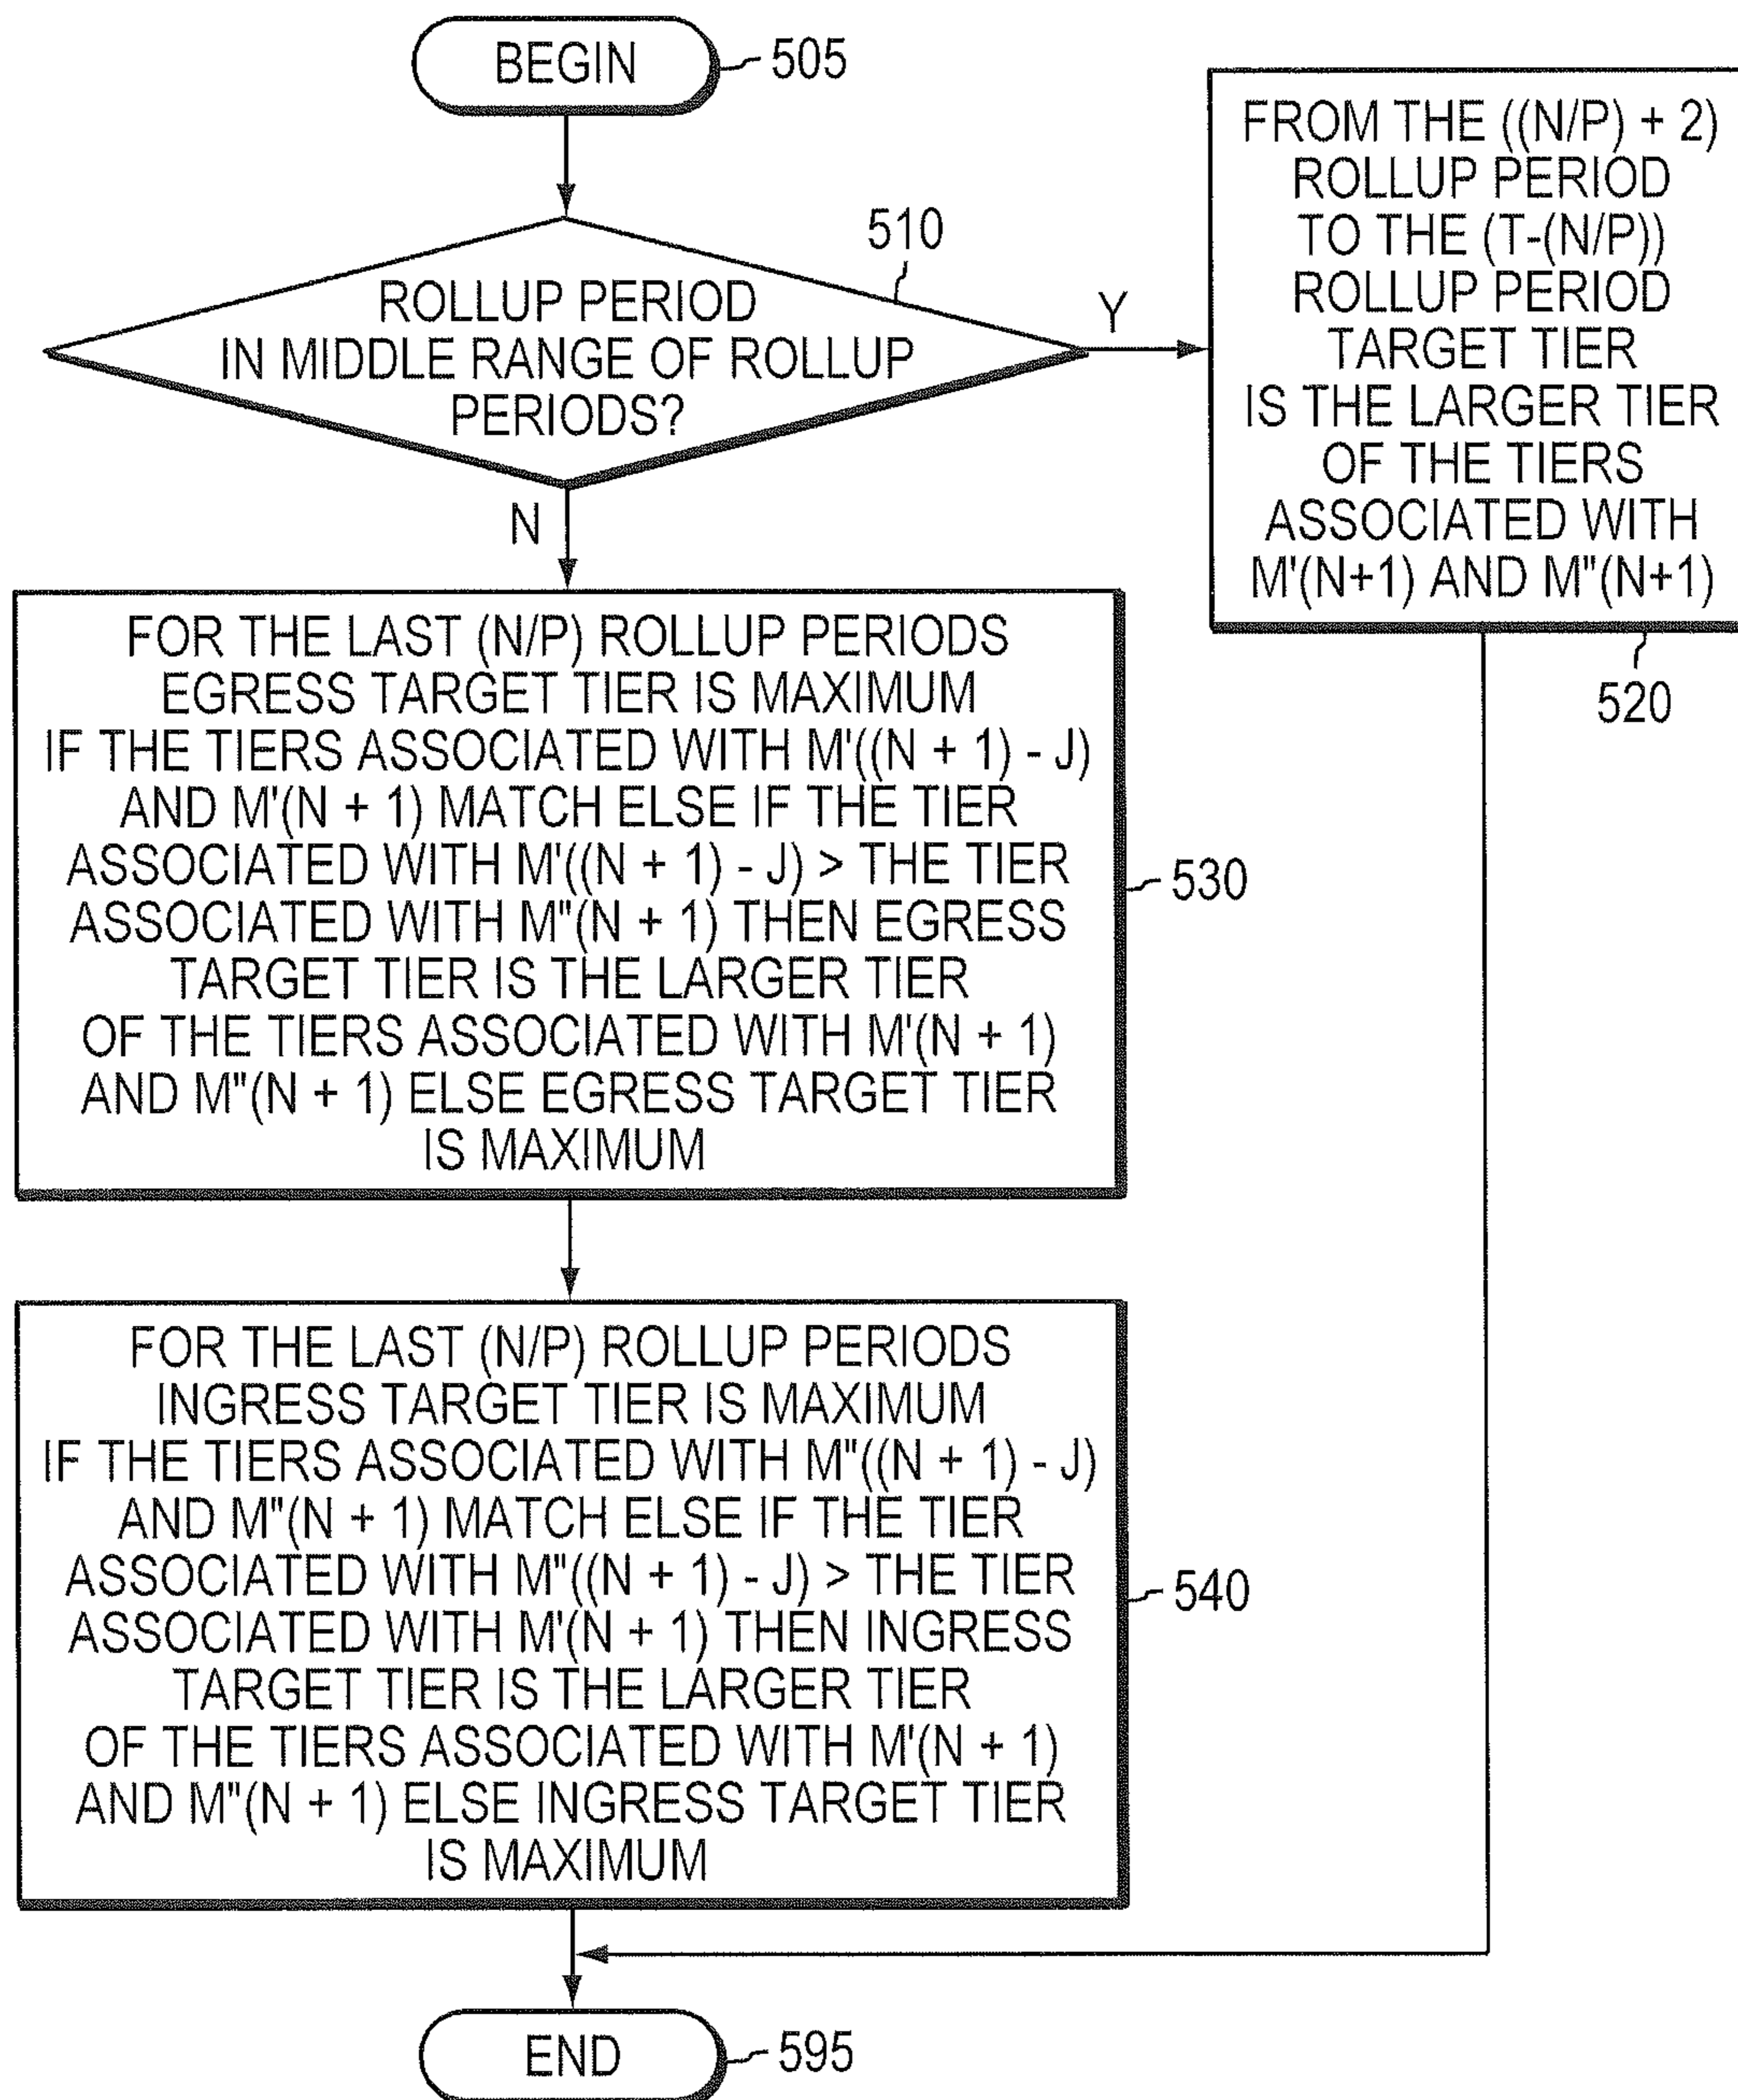 BEGIN
505
510
ROLLUP PERIOD
IN MIDDLE RANGE OF ROLLUP
PERIODS?
Y
N
FROM THE ((N/P) + 2)
ROLLUP PERIOD
TO THE (T-(N/P))
ROLLUP PERIOD
TARGET TIER
IS THE LARGER TIER
OF THE TIERS
ASSOCIATED WITH
M'(N+1) AND M"(N+1)
520
FOR THE LAST (N/P) ROLLUP PERIODS
EGRESS TARGET TIER IS MAXIMUM
IF THE TIERS ASSOCIATED WITH M'((N + 1) - J)
AND M'(N + 1) MATCH ELSE IF THE TIER
ASSOCIATED WITH M'((N + 1) - J) > THE TIER
ASSOCIATED WITH M"(N + 1) THEN EGRESS
TARGET TIER IS THE LARGER TIER
OF THE TIERS ASSOCIATED WITH M'(N + 1)
AND M"(N + 1) ELSE EGRESS TARGET TIER
IS MAXIMUM
530
FOR THE LAST (N/P) ROLLUP PERIODS
INGRESS TARGET TIER IS MAXIMUM
IF THE TIERS ASSOCIATED WITH M"((N + 1) - J)
AND M"(N + 1) MATCH ELSE IF THE TIER
ASSOCIATED WITH M"((N + 1) - J) > THE TIER
ASSOCIATED WITH M'(N + 1) THEN INGRESS
TARGET TIER IS THE LARGER TIER
OF THE TIERS ASSOCIATED WITH M'(N + 1)
AND M"(N + 1) ELSE INGRESS TARGET TIER
IS MAXIMUM
540
END
595